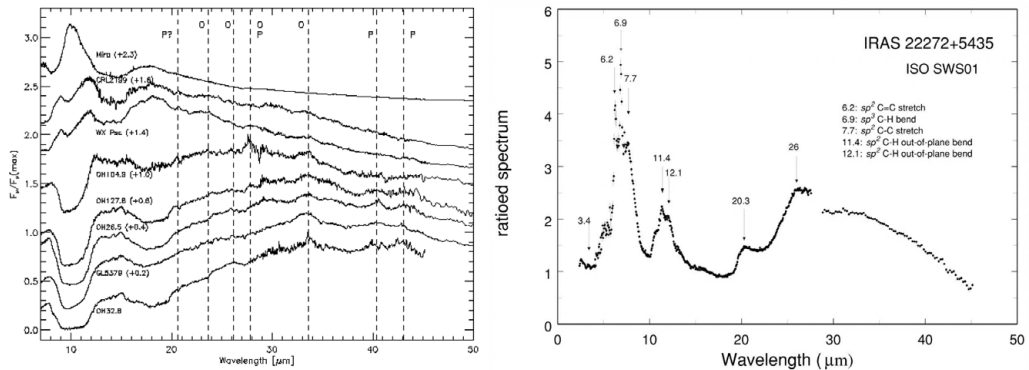 O O O O
P? P P P
3.0
2.5
2.0
1.5
1.0
0.5
0.0
Mira (+2.3)
CRL2199 (+1.6)
WX Psc (+1.4)
OH104.9 (+1.0)
OH127.8 (+0.6)
OH26.5 (+0.4)
GL5379 (+0.2)
OH32.8
10 20 30 40 50
Wavelength [μm]
6
5
4
3
2
1
0
ratioed spectrum
IRAS 22272+5435
ISO SWS01
6.2: sp² C=C stretch
6.9: sp³ C-H bend
7.7: sp² C-C stretch
11.4: sp² C-H out-of-plane bend
12.1: sp² C-H out-of-plane bend
6.9
6.2
7.7
11.4
12.1
26
20.3
3.4
0 10 20 30 40 50
Wavelength (μm)